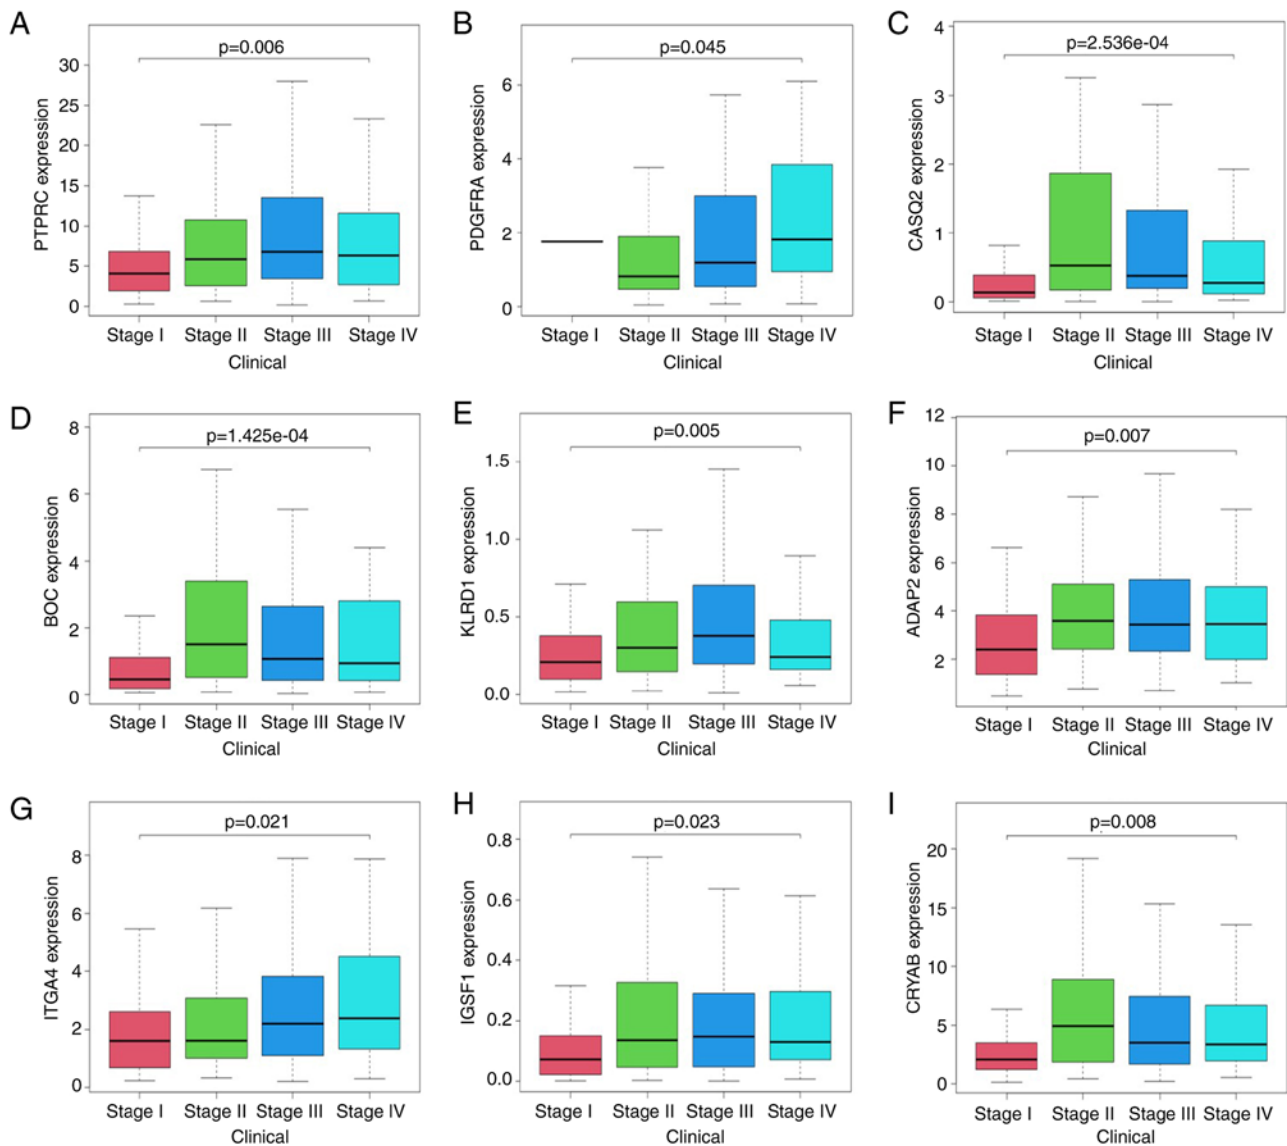 A
p=0.006
PTPRC expression
30
25
20
15
10
5
0
Stage I Stage II Stage III Stage IV
Clinical
B
p=0.045
PDGFRA expression
6
4
2
0
Stage I Stage II Stage III Stage IV
Clinical
C
p=2.536e-04
CASQ2 expression
4
3
2
1
0
Stage I Stage II Stage III Stage IV
Clinical
D
p=1.425e-04
BOC expression
8
6
4
2
0
Stage I Stage II Stage III Stage IV
Clinical
E
p=0.005
KLRD1 expression
1.5
1.0
0.5
0.0
Stage I Stage II Stage III Stage IV
Clinical
F
p=0.007
ADAP2 expression
12
10
8
6
4
2
Stage I Stage II Stage III Stage IV
Clinical
G
p=0.021
ITGA4 expression
8
6
4
2
0
Stage I Stage II Stage III Stage IV
Clinical
H
p=0.023
IGSF1 expression
0.8
0.6
0.4
0.2
0.0
Stage I Stage II Stage III Stage IV
Clinical
I
p=0.008
CRYAB expression
20
15
10
5
0
Stage I Stage II Stage III Stage IV
Clinical